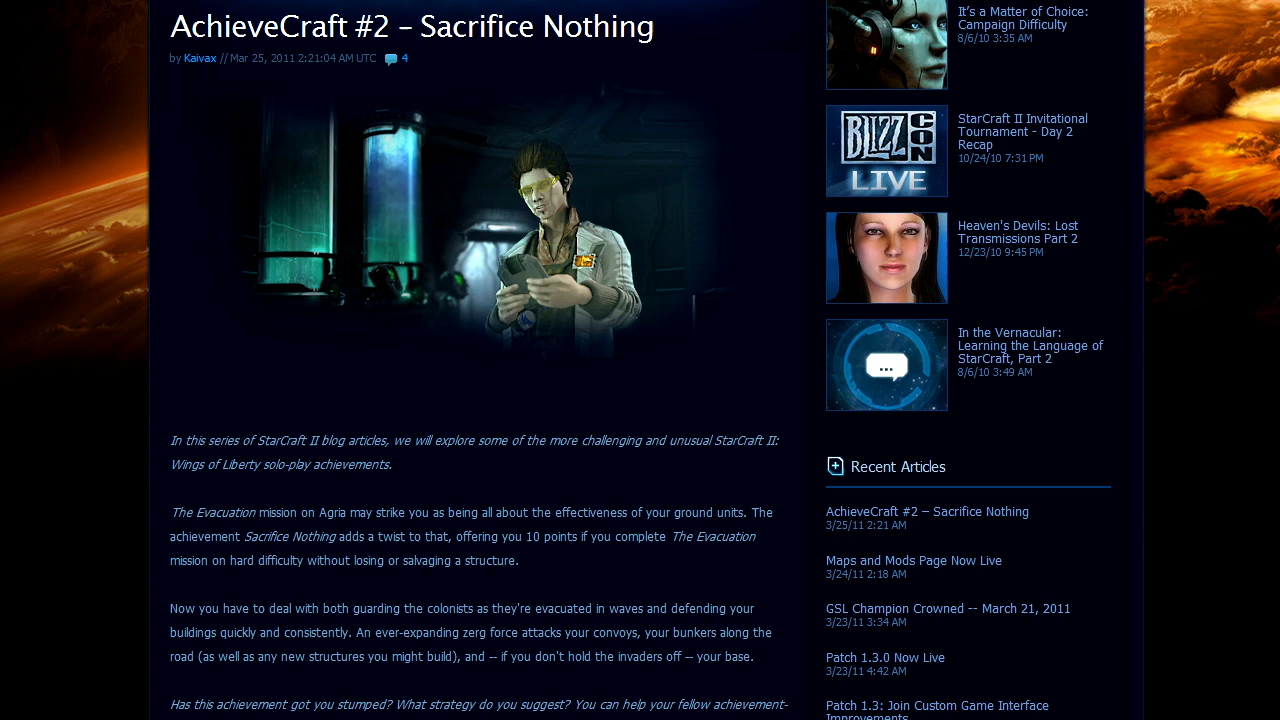 AchieveCraft #2 – Sacrifice Nothing
by Kaivax // Mar 25, 2011 2:21:04 AM UTC 4
In this series of StarCraft II blog articles, we will explore some of the more challenging and unusual StarCraft II:
Wings of Liberty solo-play achievements.
The Evacuation mission on Agria may strike you as being all about the effectiveness of your ground units. The
achievement Sacrifice Nothing adds a twist to that, offering you 10 points if you complete The Evacuation
mission on hard difficulty without losing or salvaging a structure.
Now you have to deal with both guarding the colonists as they're evacuated in waves and defending your
buildings quickly and consistently. An ever-expanding zerg force attacks your convoys, your bunkers along the
road (as well as any new structures you might build), and -- if you don't hold the invaders off -- your base.
Has this achievement got you stumped? What strategy do you suggest? You can help your fellow achievement-
It's a Matter of Choice:
Campaign Difficulty
8/6/10 3:35 AM
BLIZZ
CON
LIVE
StarCraft II Invitational
Tournament - Day 2
Recap
10/24/10 7:31 PM
Heaven's Devils: Lost
Transmissions Part 2
12/23/10 9:45 PM
...
In the Vernacular:
Learning the Language of
StarCraft, Part 2
8/6/10 3:49 AM
Recent Articles
AchieveCraft #2 – Sacrifice Nothing
3/25/11 2:21 AM
Maps and Mods Page Now Live
3/24/11 2:18 AM
GSL Champion Crowned -- March 21, 2011
3/23/11 3:34 AM
Patch 1.3.0 Now Live
3/23/11 4:42 AM
Patch 1.3: Join Custom Game Interface
Improvements